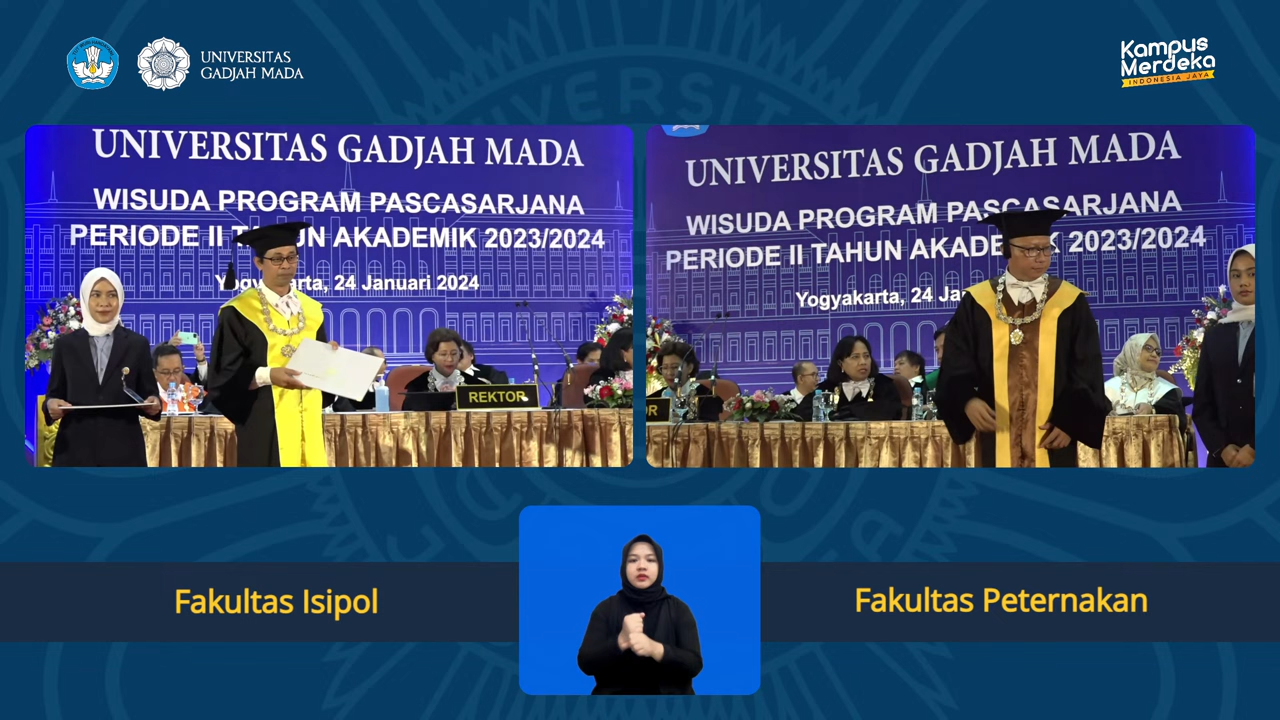 UNIVERSITAS
GADJAH MADA
Kampus
Merdeka
INDONESIA JAYA
UNIVERSITAS GADJAH MADA
WISUDA PROGRAM PASCASARJANA
PERIODE II TAHUN AKADEMIK 2023/2024
Yogyakarta, 24 Januari 2024
REKTOR
UNIVERSITAS GADJAH MADA
WISUDA PROGRAM PASCASARJANA
PERIODE II TAHUN AKADEMIK 2023/2024
Yogyakarta, 24 Ja
OR
Fakultas Isipol
Fakultas Peternakan